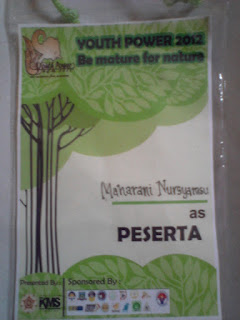 YOUTH POWER 2012
Be mature for nature
Maharani Nursyamsu
as
PESERTA
Presented By :
Sponsored By :
KMS